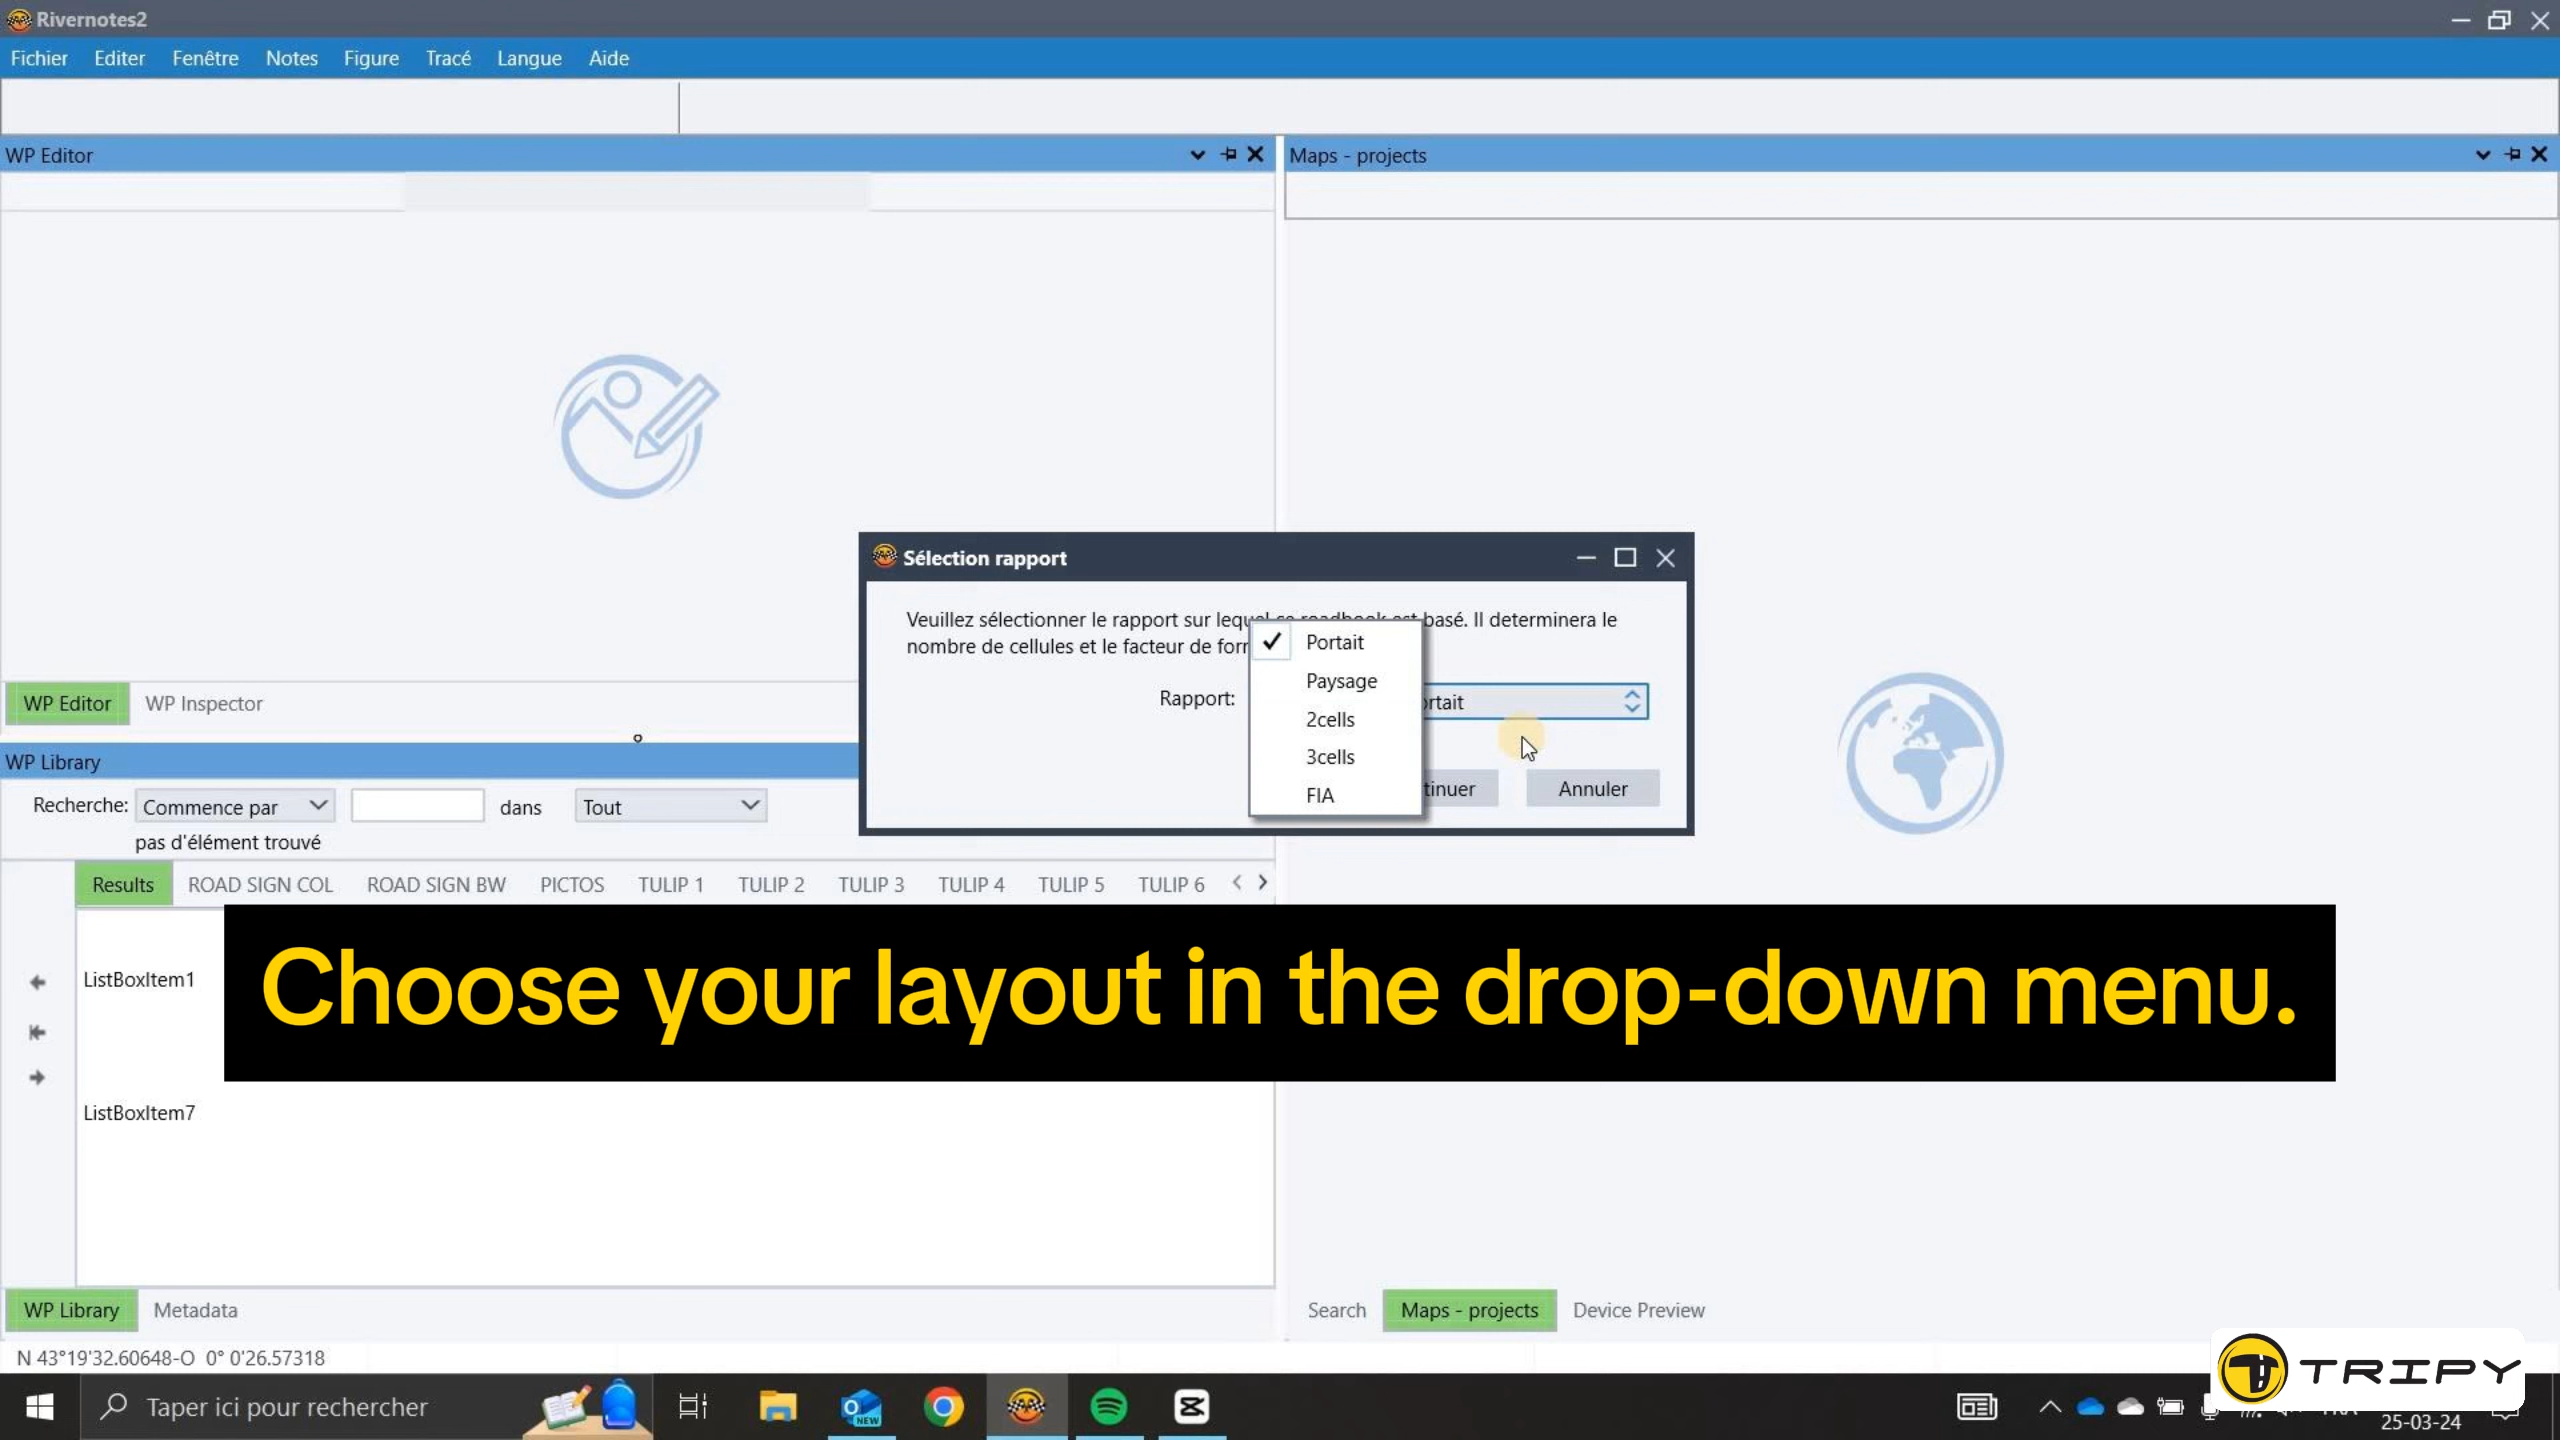 Rivernotes2
Fichier Editer Fenêtre Notes Figure Tracé Langue Aide
WP Editor
Maps - projects
Sélection rapport
Veuillez sélectionner le rapport sur lequel ce roadbook est basé. Il determinera le
nombre de cellules et le facteur de for
Portait
Paysage
2cells
3cells
FIA
Rapport:
rtait
tinuer
Annuler
WP Editor WP Inspector
WP Library
Recherche: Commence par dans Tout
pas d'élément trouvé
Results ROAD SIGN COL ROAD SIGN BW PICTOS TULIP 1 TULIP 2 TULIP 3 TULIP 4 TULIP 5 TULIP 6
ListBoxItem1
Choose your layout in the drop-down menu.
ListBoxItem7
WP Library Metadata
Search Maps - projects Device Preview
N 43°19'32.60648-O 0° 0'26.57318
TRIPY
Taper ici pour rechercher
NEW
25-03-24